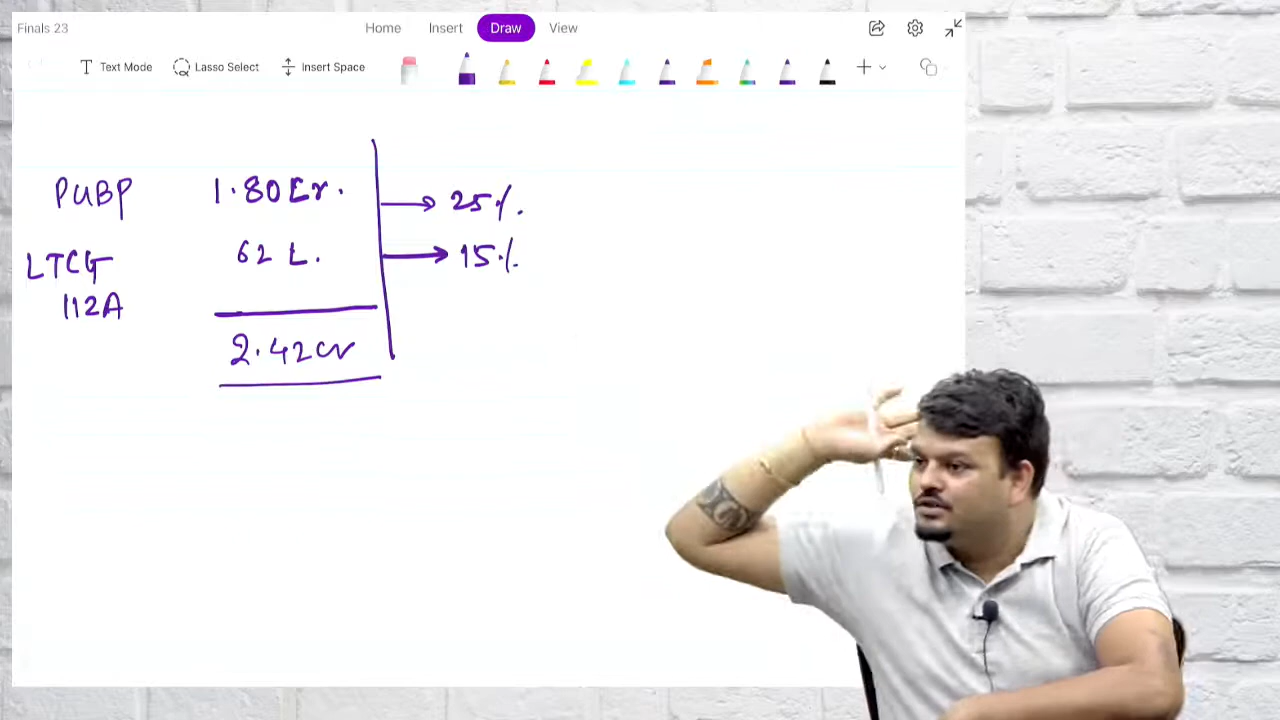 Finals 23
Home Insert Draw View
Text Mode Lasso Select Insert Space
PUBP 1.80 Cr. → 25%.
LTCG 62 L. → 15%.
112A
2.42 cr